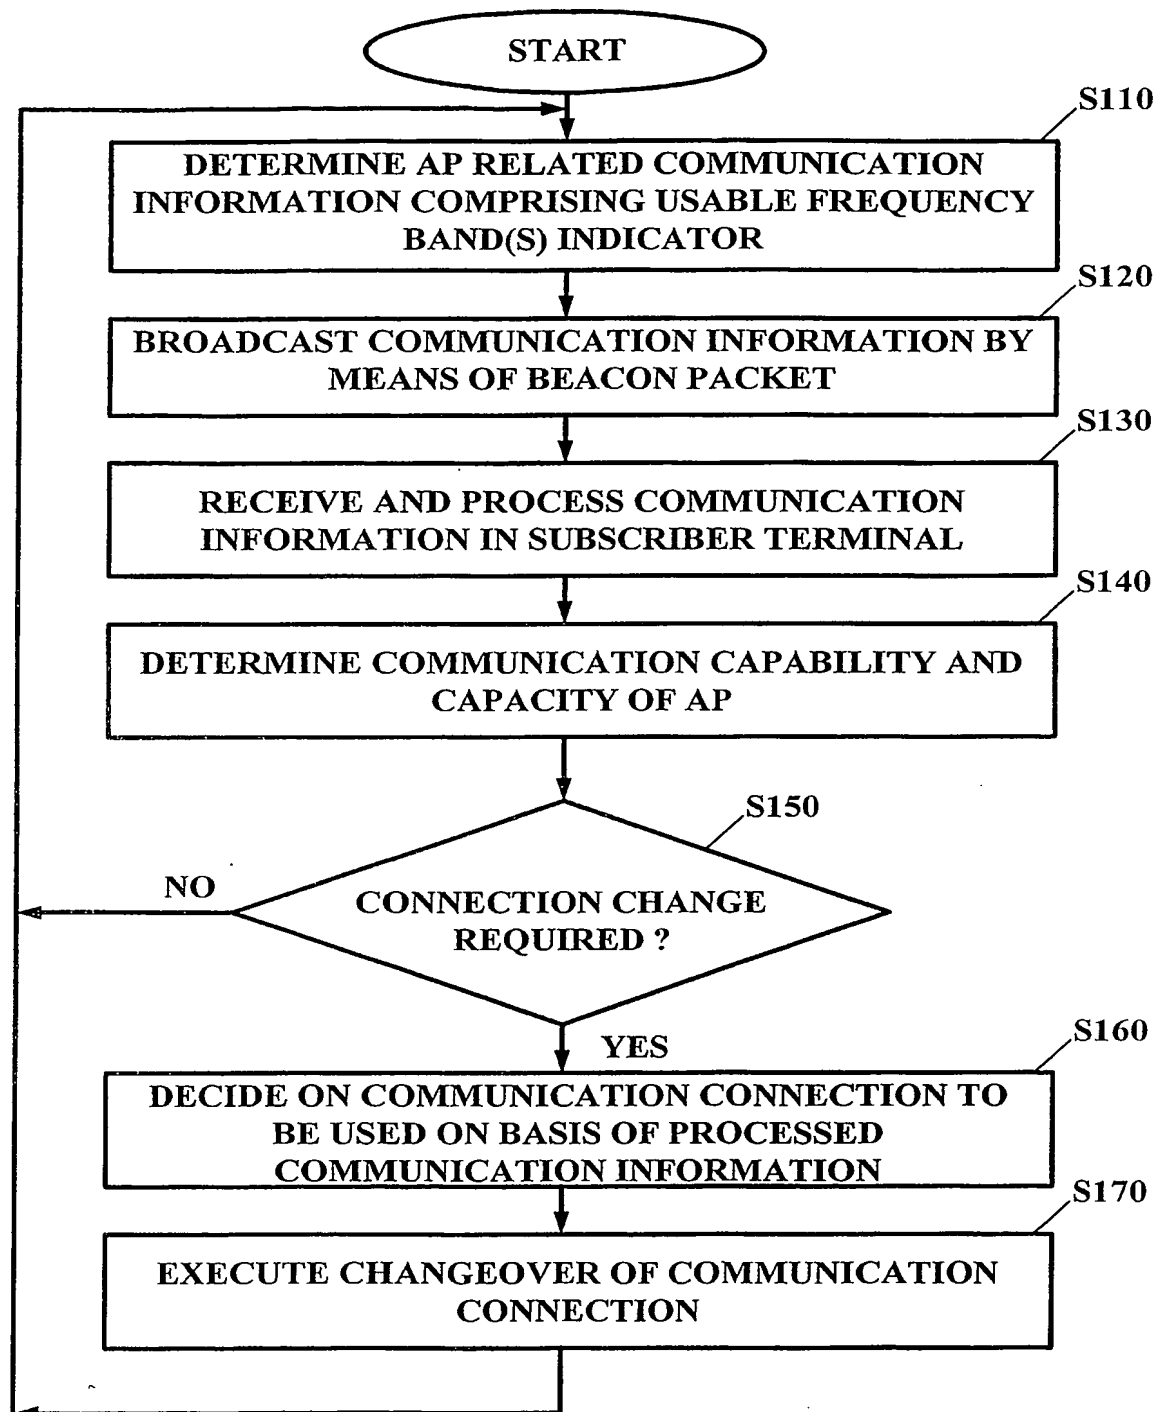 START
S110
DETERMINE AP RELATED COMMUNICATION
INFORMATION COMPRISING USABLE FREQUENCY
BAND(S) INDICATOR
S120
BROADCAST COMMUNICATION INFORMATION BY
MEANS OF BEACON PACKET
S130
RECEIVE AND PROCESS COMMUNICATION
INFORMATION IN SUBSCRIBER TERMINAL
S140
DETERMINE COMMUNICATION CAPABILITY AND
CAPACITY OF AP
S150
NO
CONNECTION CHANGE
REQUIRED ?
YES
S160
DECIDE ON COMMUNICATION CONNECTION TO
BE USED ON BASIS OF PROCESSED
COMMUNICATION INFORMATION
S170
EXECUTE CHANGEOVER OF COMMUNICATION
CONNECTION